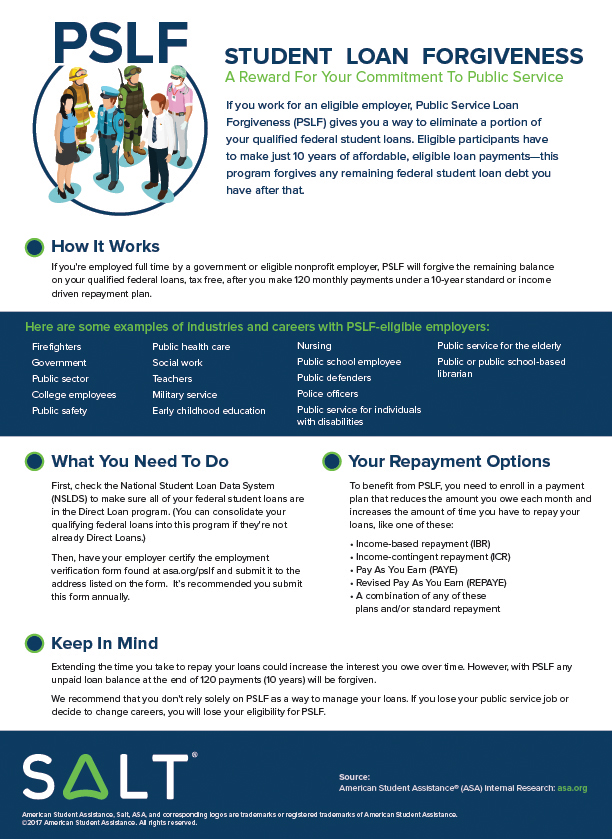 PSLF
STUDENT LOAN FORGIVENESS
A Reward For Your Commitment To Public Service
If you work for an eligible employer, Public Service Loan
Forgiveness (PSLF) gives you a way to eliminate a portion of
your qualified federal student loans. Eligible participants have
to make just 10 years of affordable, eligible loan payments—this
program forgives any remaining federal student loan debt you
have after that.
How It Works
If you're employed full time by a government or eligible nonprofit employer, PSLF will forgive the remaining balance
on your qualified federal loans, tax free, after you make 120 monthly payments under a 10-year standard or income
driven repayment plan.
Here are some examples of industries and careers with PSLF-eligible employers:
Firefighters
Government
Public sector
College employees
Public safety
Public health care
Social work
Teachers
Military service
Early childhood education
Nursing
Public school employee
Public defenders
Police officers
Public service for individuals
with disabilities
Public service for the elderly
Public or public school-based
librarian
What You Need To Do
First, check the National Student Loan Data System
(NSLDS) to make sure all of your federal student loans are
in the Direct Loan program. (You can consolidate your
qualifying federal loans into this program if they're not
already Direct Loans.)
Then, have your employer certify the employment
verification form found at asa.org/pslf and submit it to the
address listed on the form. It's recommended you submit
this form annually.
Your Repayment Options
To benefit from PSLF, you need to enroll in a payment
plan that reduces the amount you owe each month and
increases the amount of time you have to repay your
loans, like one of these:
• Income-based repayment (IBR)
• Income-contingent repayment (ICR)
• Pay As You Earn (PAYE)
• Revised Pay As You Earn (REPAYE)
• A combination of any of these
plans and/or standard repayment
Keep In Mind
Extending the time you take to repay your loans could increase the interest you owe over time. However, with PSLF any
unpaid loan balance at the end of 120 payments (10 years) will be forgiven.
We recommend that you don't rely solely on PSLF as a way to manage your loans. If you lose your public service job or
decide to change careers, you will lose your eligibility for PSLF.
SALT®
Source:
American Student Assistance® (ASA) Internal Research: asa.org
American Student Assistance, Salt, ASA, and corresponding logos are trademarks or registered trademarks of American Student Assistance.
©2017 American Student Assistance. All rights reserved.